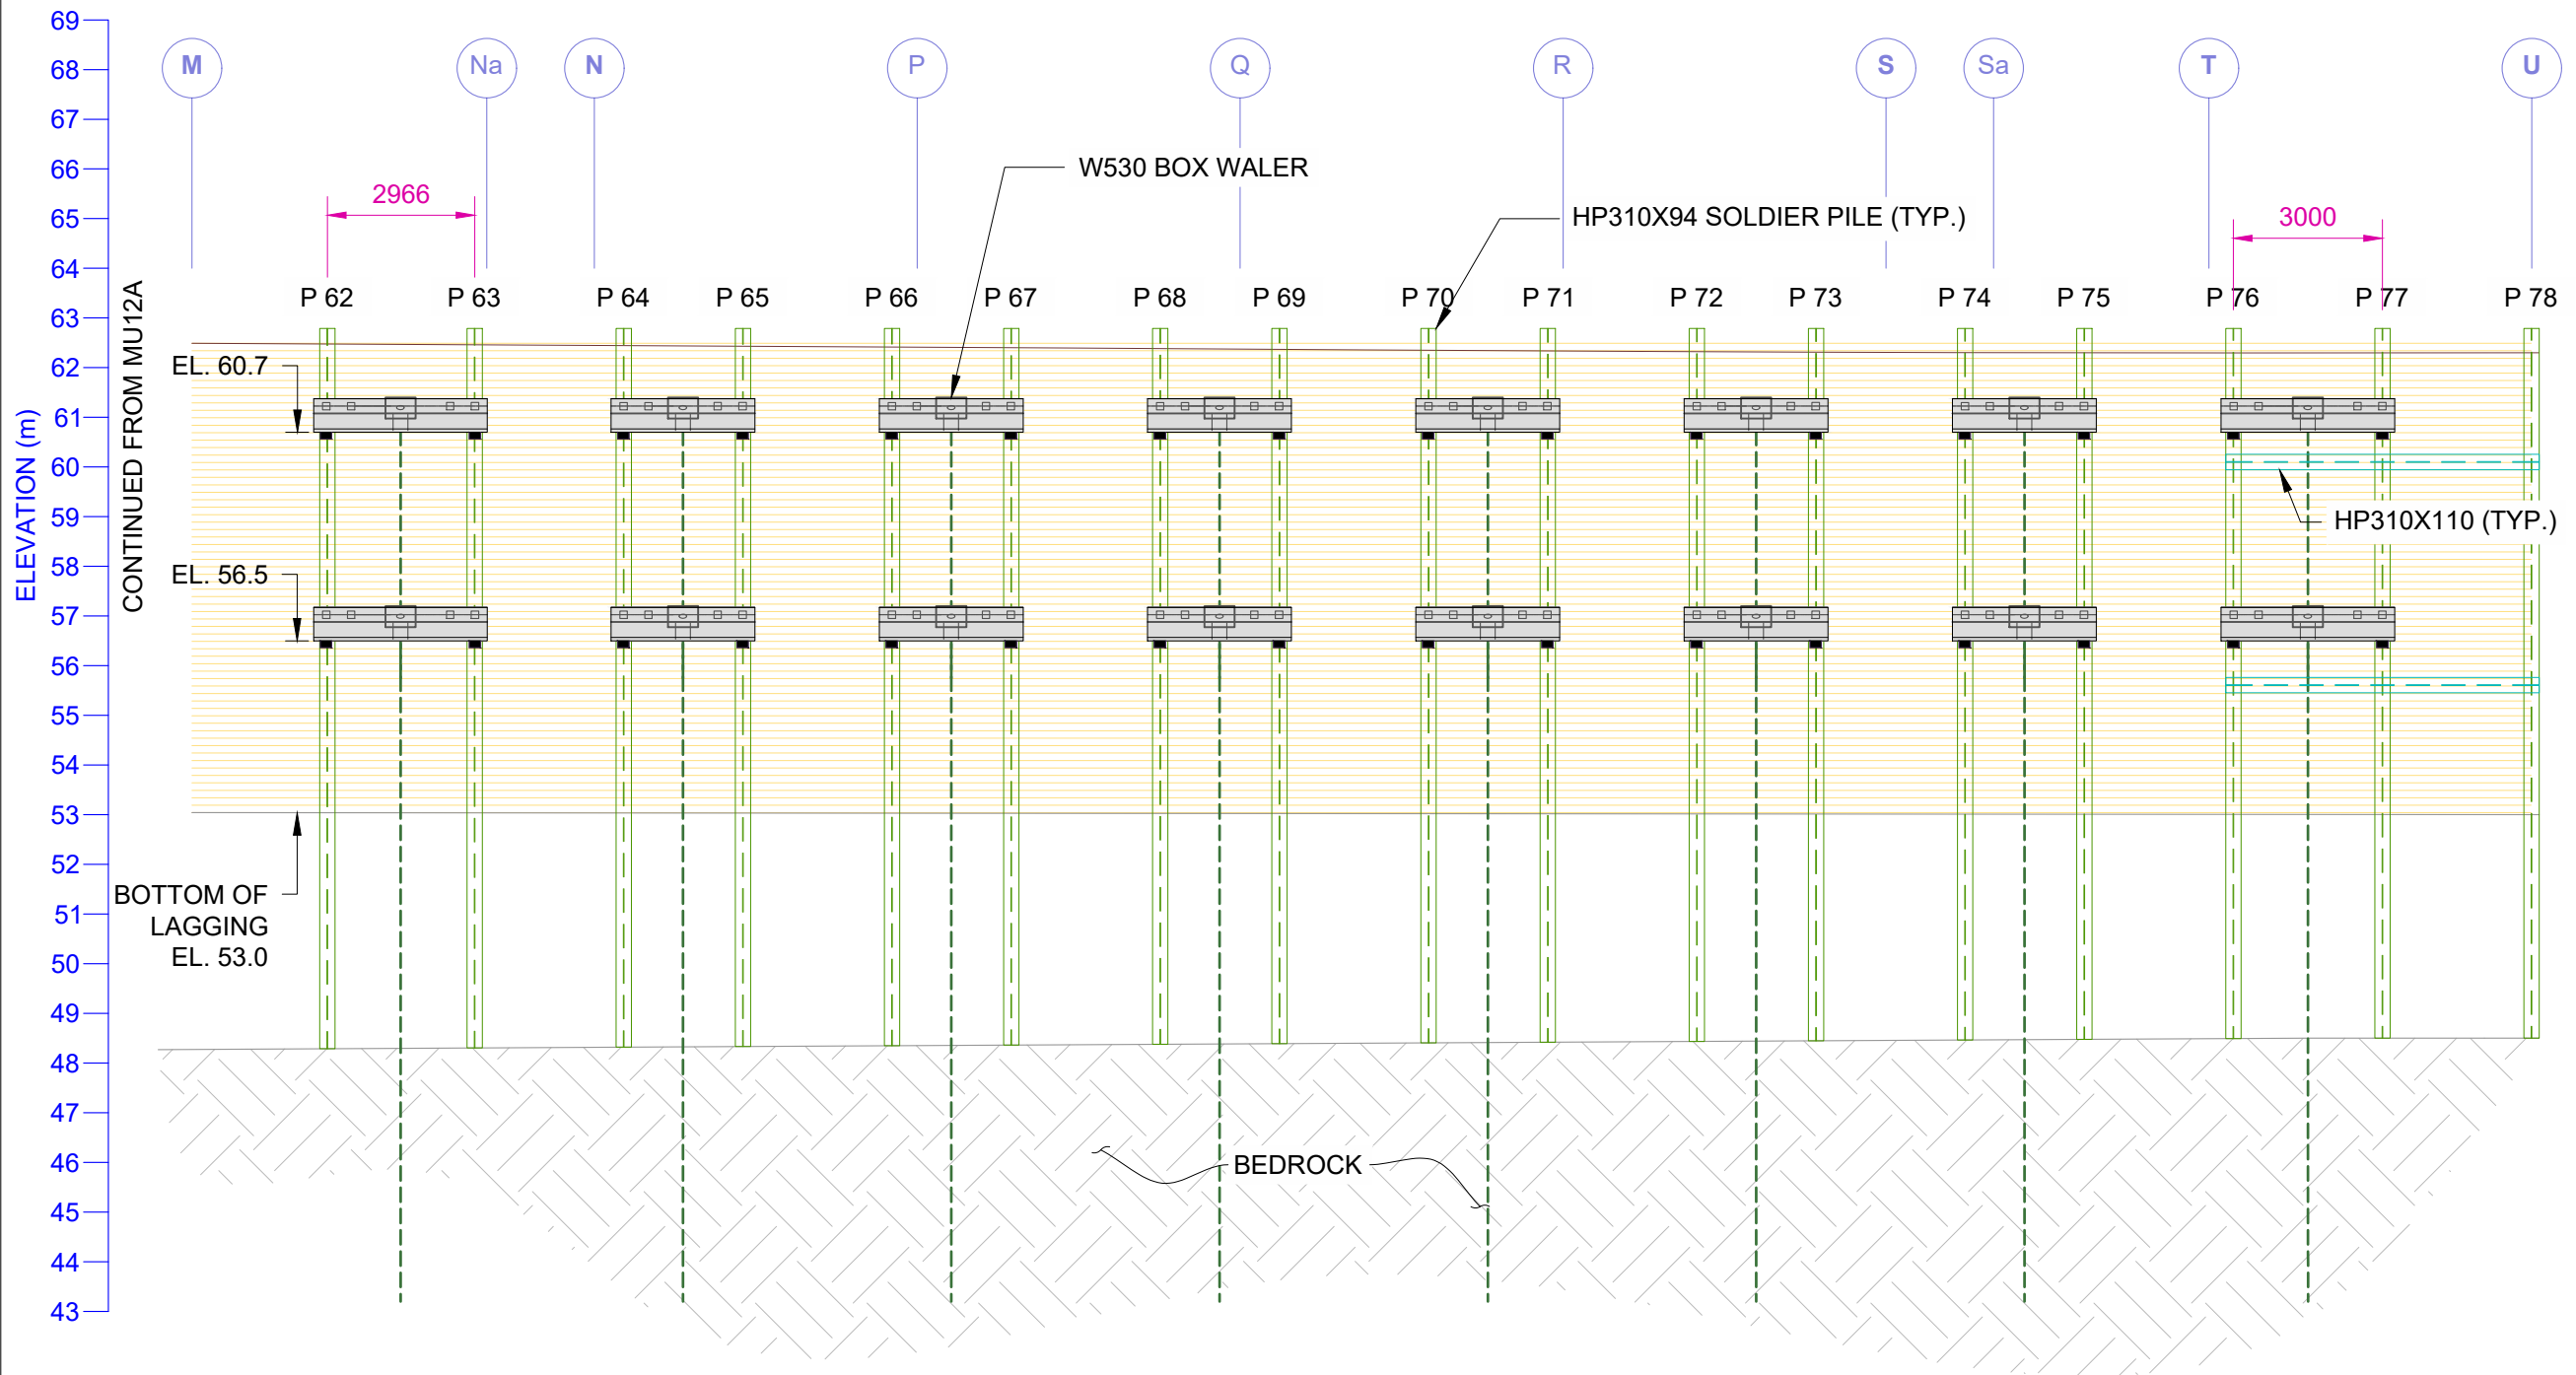 69
68
67
66
65
64
63
62
61
60
59
58
57
56
55
54
53
52
51
50
49
48
47
46
45
44
43
ELEVATION (m)
CONTINUED FROM MU12A
M
Na
N
P
Q
R
S
Sa
T
U
W530 BOX WALER
2966
HP310X94 SOLDIER PILE (TYP.)
3000
P 62
P 63
P 64
P 65
P 66
P 67
P 68
P 69
P 70
P 71
P 72
P 73
P 74
P 75
P 76
P 77
P 78
EL. 60.7
HP310X110 (TYP.)
EL. 56.5
BOTTOM OF
LAGGING
EL. 53.0
BEDROCK